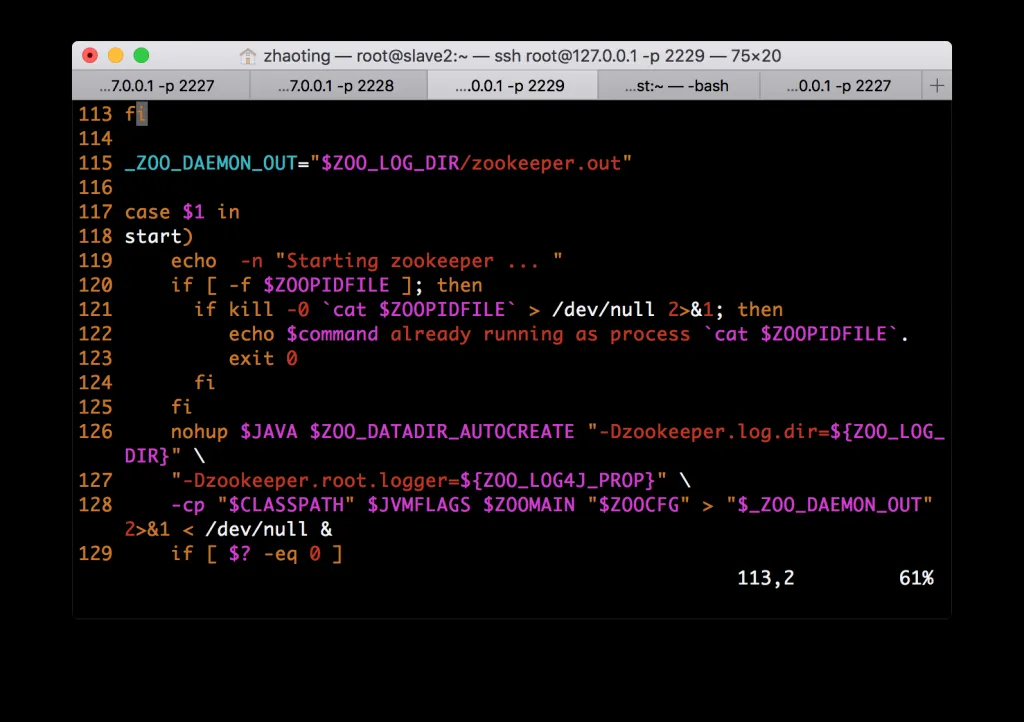 zhaoting — root@slave2:~ — ssh root@127.0.0.1 -p 2229 — 75×20
...7.0.0.1 -p 2227 ...7.0.0.1 -p 2228 ....0.0.1 -p 2229 ...st:~ — -bash ...0.0.1 -p 2227 +
113 fi
114
115 _ZOO_DAEMON_OUT="$ZOO_LOG_DIR/zookeeper.out"
116
117 case $1 in
118 start)
119     echo  -n "Starting zookeeper ... "
120     if [ -f $ZOOPIDFILE ]; then
121       if kill -0 `cat $ZOOPIDFILE` > /dev/null 2>&1; then
122          echo $command already running as process `cat $ZOOPIDFILE`.
123          exit 0
124       fi
125     fi
126     nohup $JAVA $ZOO_DATADIR_AUTOCREATE "-Dzookeeper.log.dir=${ZOO_LOG_
DIR}" \
127     "-Dzookeeper.root.logger=${ZOO_LOG4J_PROP}" \
128     -cp "$CLASSPATH" $JVMFLAGS $ZOOMAIN "$ZOOCFG" > "$_ZOO_DAEMON_OUT"
2>&1 < /dev/null &
129     if [ $? -eq 0 ]
113,2 61%